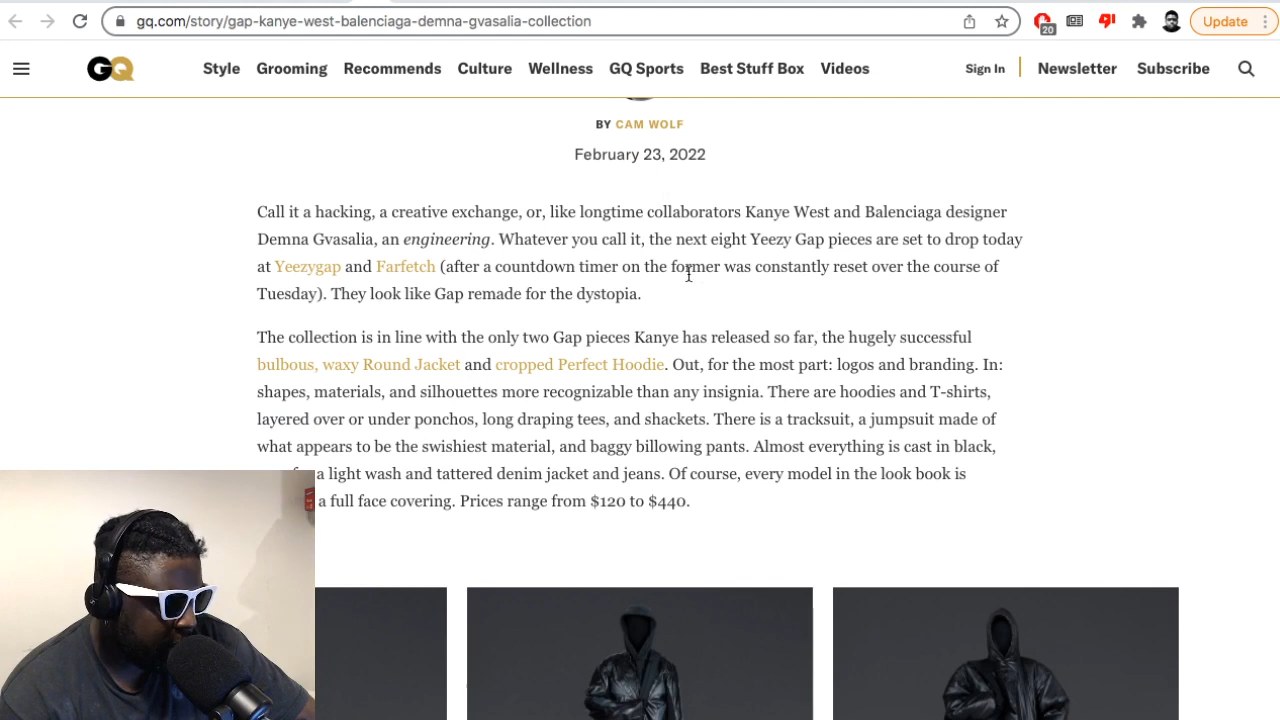 gq.com/story/gap-kanye-west-balenciaga-demna-gvasalia-collection
20
Update
GQ
Style Grooming Recommends Culture Wellness GQ Sports Best Stuff Box Videos Sign In Newsletter Subscribe
BY CAM WOLF
February 23, 2022
Call it a hacking, a creative exchange, or, like longtime collaborators Kanye West and Balenciaga designer
Demna Gvasalia, an engineering. Whatever you call it, the next eight Yeezy Gap pieces are set to drop today
at Yeezygap and Farfetch (after a countdown timer on the former was constantly reset over the course of
Tuesday). They look like Gap remade for the dystopia.
The collection is in line with the only two Gap pieces Kanye has released so far, the hugely successful
bulbous, waxy Round Jacket and cropped Perfect Hoodie. Out, for the most part: logos and branding. In:
shapes, materials, and silhouettes more recognizable than any insignia. There are hoodies and T-shirts,
layered over or under ponchos, long draping tees, and shackets. There is a tracksuit, a jumpsuit made of
what appears to be the swishiest material, and baggy billowing pants. Almost everything is cast in black,
a light wash and tattered denim jacket and jeans. Of course, every model in the look book is
a full face covering. Prices range from $120 to $440.